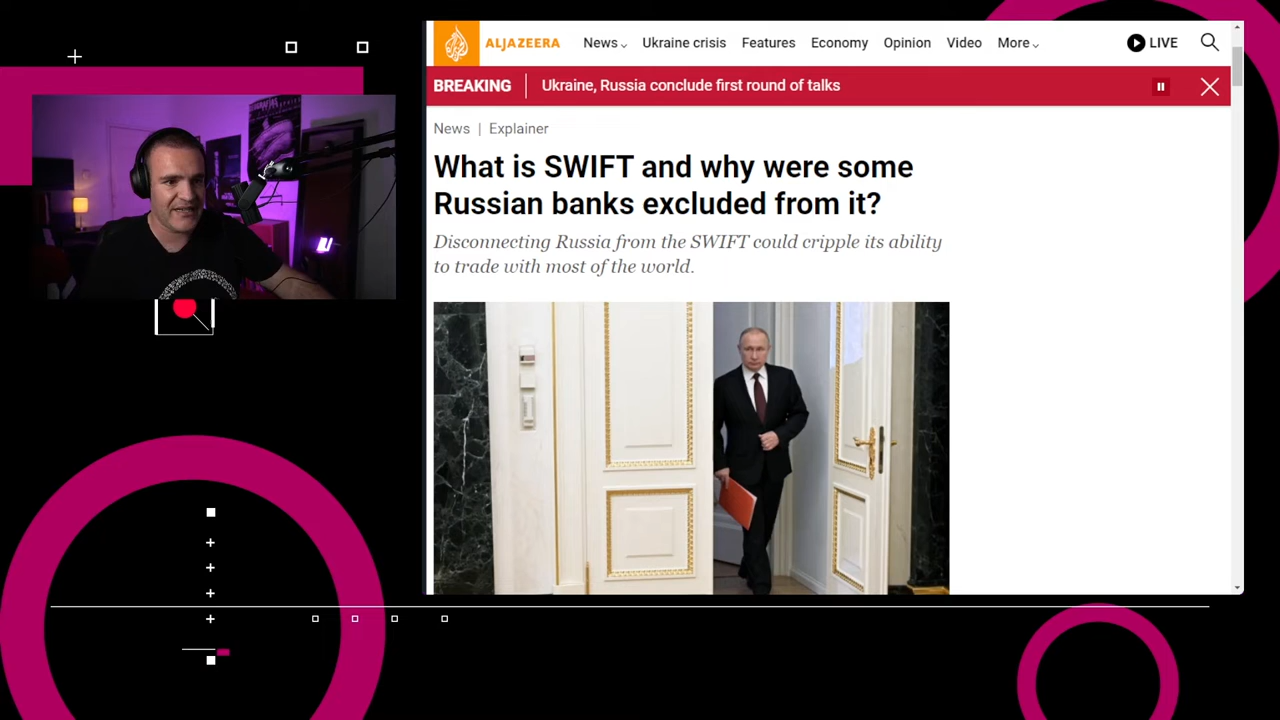 ALJAZEERA
News Ukraine crisis Features Economy Opinion Video More LIVE
BREAKING Ukraine, Russia conclude first round of talks
News | Explainer
What is SWIFT and why were some
Russian banks excluded from it?
Disconnecting Russia from the SWIFT could cripple its ability
to trade with most of the world.